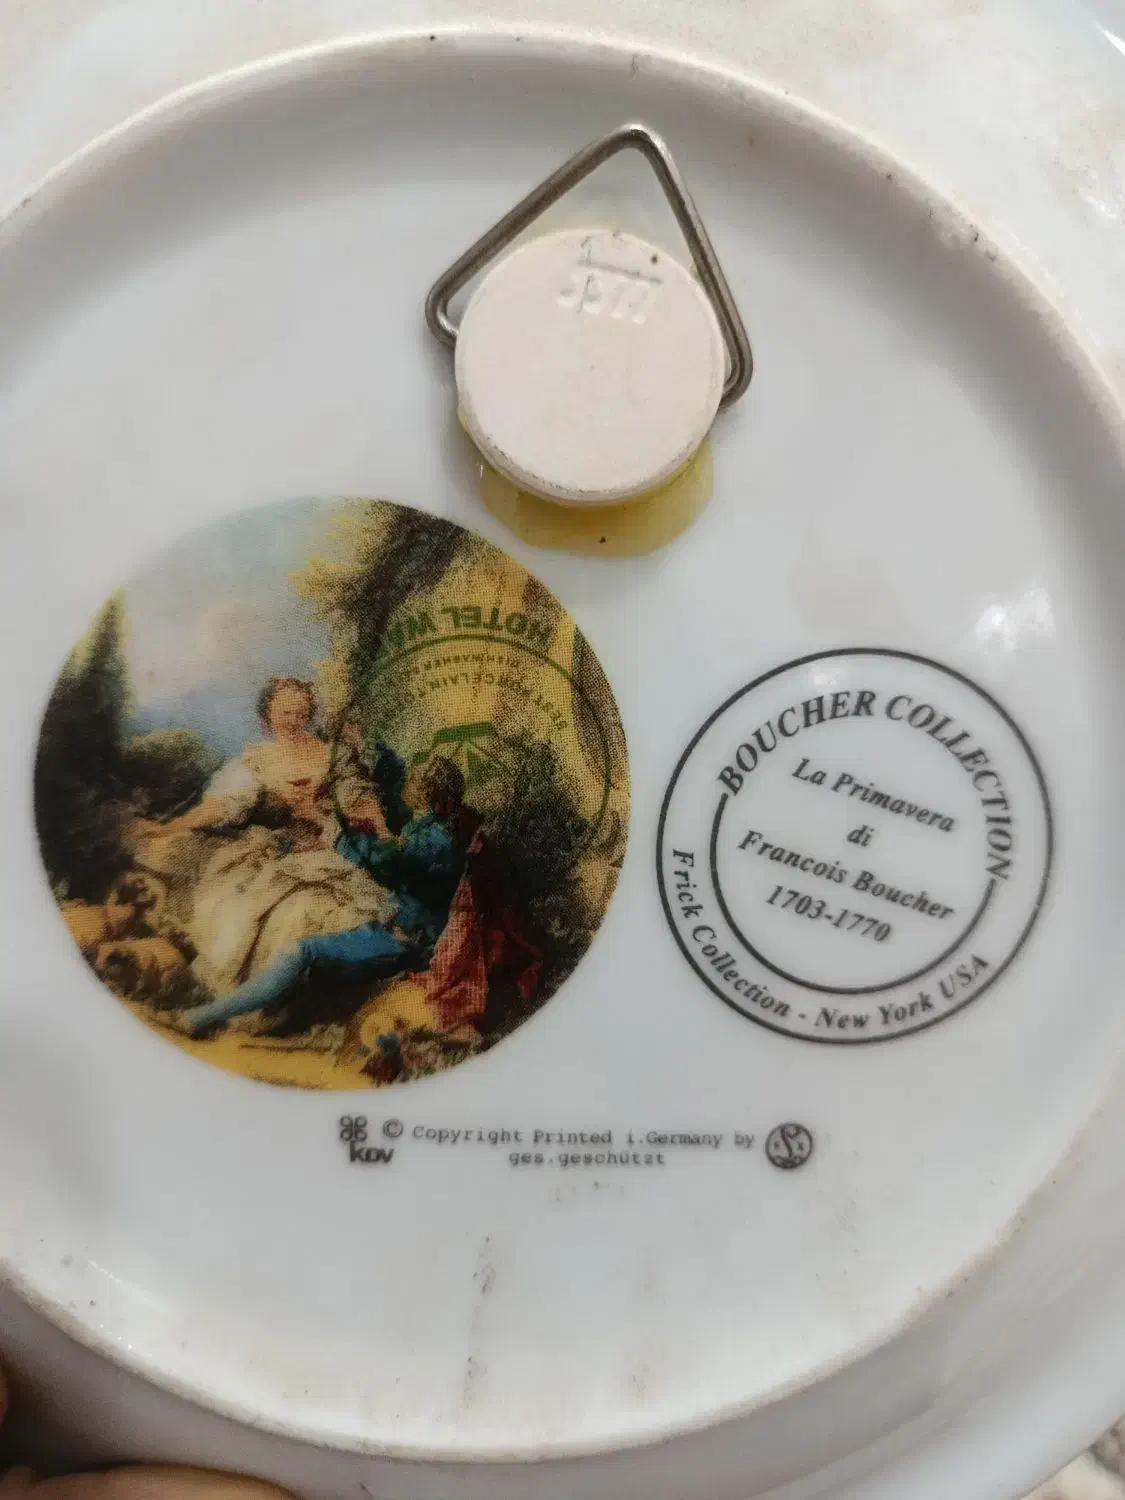 HOTEL
BOUCHER COLLECTION
La Primavera
di
Francois Boucher
1703-1770
Frick Collection - New York USA
KDV © Copyright Printed i.Germany by
ges.geschützt